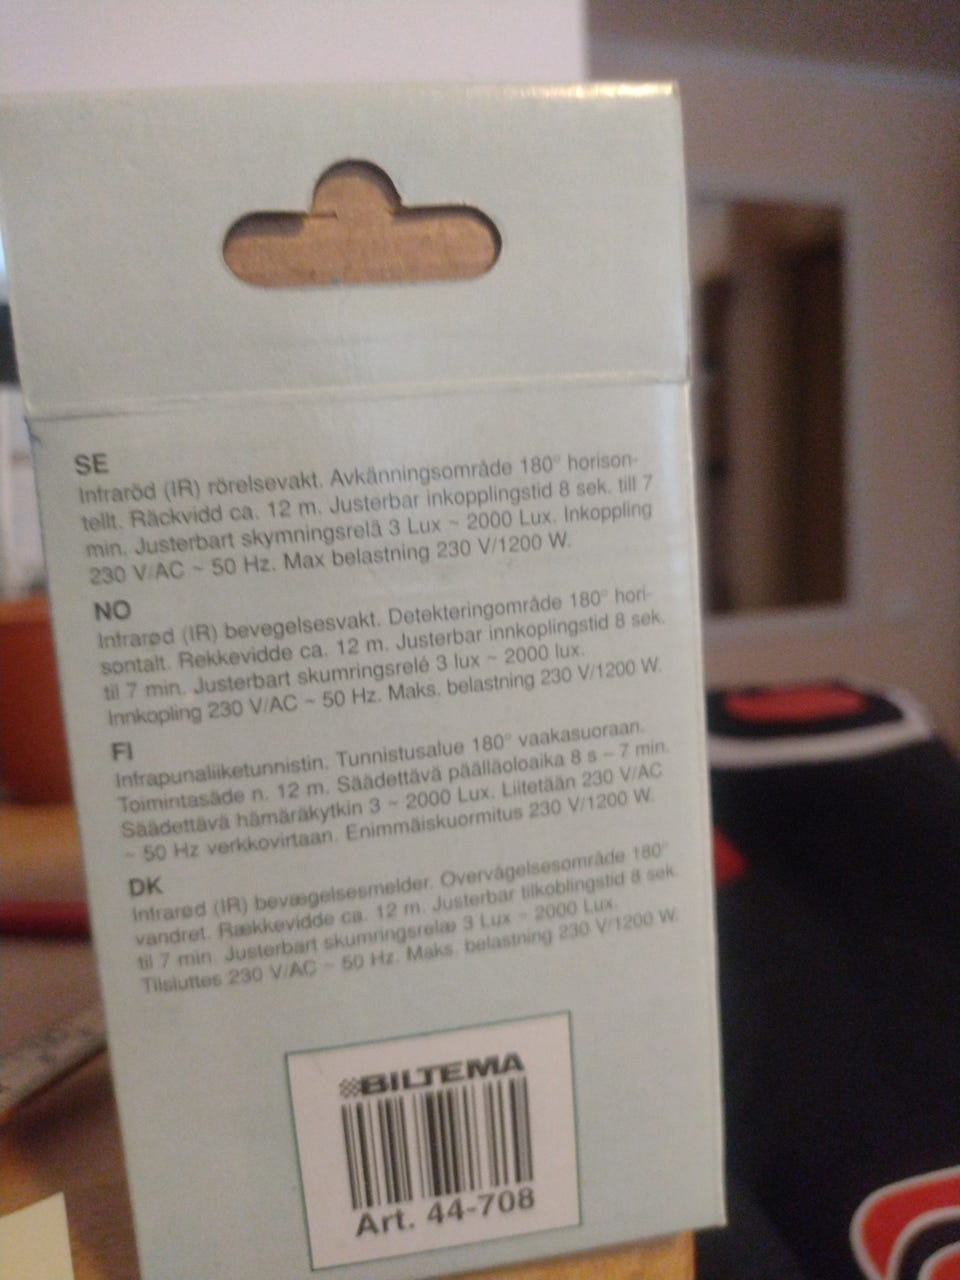 SE
Infraröd (IR) rörelsevakt. Avkänningsområde 180° horison-
tellt. Räckvidd ca. 12 m. Justerbar inkopplingstid 8 sek. till 7
min. Justerbart skymningsrelä 3 Lux ~ 2000 Lux. Inkoppling
230 V/AC ~ 50 Hz. Max belastning 230 V/1200 W.
NO
Infrarød (IR) bevegelsesvakt. Detekteringområde 180° hori-
sontalt. Rekkevidde ca. 12 m. Justerbar innkoplingstid 8 sek.
til 7 min. Justerbart skumringsrelé 3 lux ~ 2000 lux.
Innkopling 230 V/AC ~ 50 Hz. Maks. belastning 230 V/1200 W.
FI
Infrapunaliiketunnistin. Tunnistusalue 180° vaakasuoraan.
Toimintasäde n. 12 m. Säädettävä päälläoloaika 8 s – 7 min.
Säädettävä hämäräkytkin 3 ~ 2000 Lux. Liitetään 230 V/AC
~ 50 Hz verkkovirtaan. Enimmäiskuormitus 230 V/1200 W.
DK
Infrarød (IR) bevægelsesmelder. Overvågelsesområde 180°
vandret. Rækkevidde ca. 12 m. Justerbar tilkoblingstid 8 sek.
til 7 min. Justerbart skumringsrelæ 3 Lux ~ 2000 Lux.
Tilsluttes 230 V/AC ~ 50 Hz. Maks. belastning 230 V/1200 W.
BILTEMA
Art. 44-708